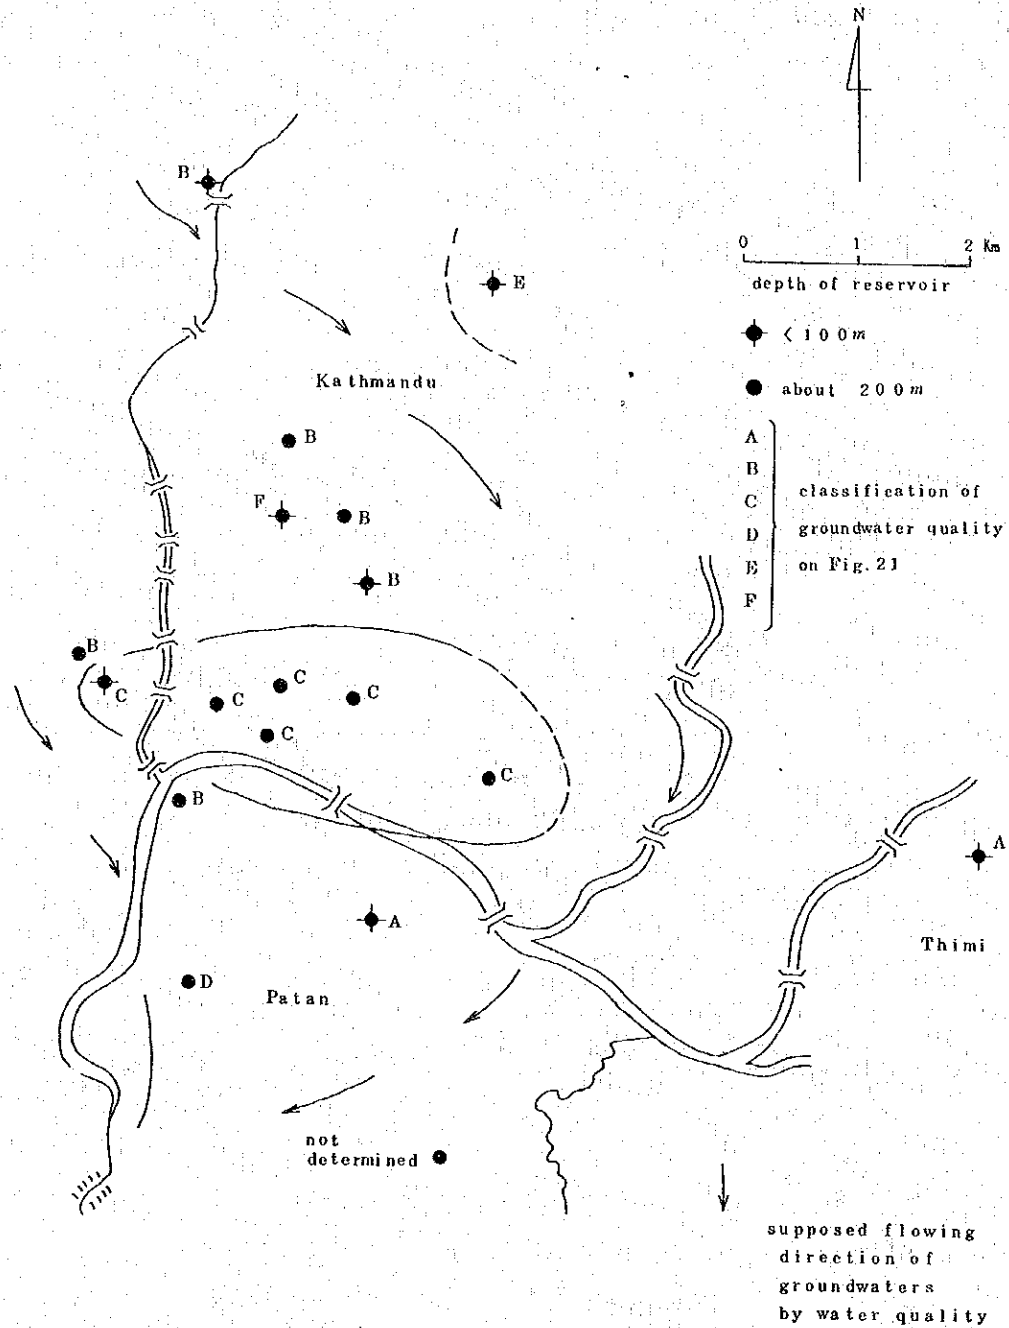 N
B
0 1 2 Km
depth of reservoir
E
<100m
Kathmandu
about 200m
B
A
B
C
D
E
F
classification of
groundwater quality
on Fig. 21
F
B
B
B
C
C
C
C
C
C
B
A
A
Thimi
D
Patan
not
determined
supposed flowing
direction of
groundwaters
by water quality